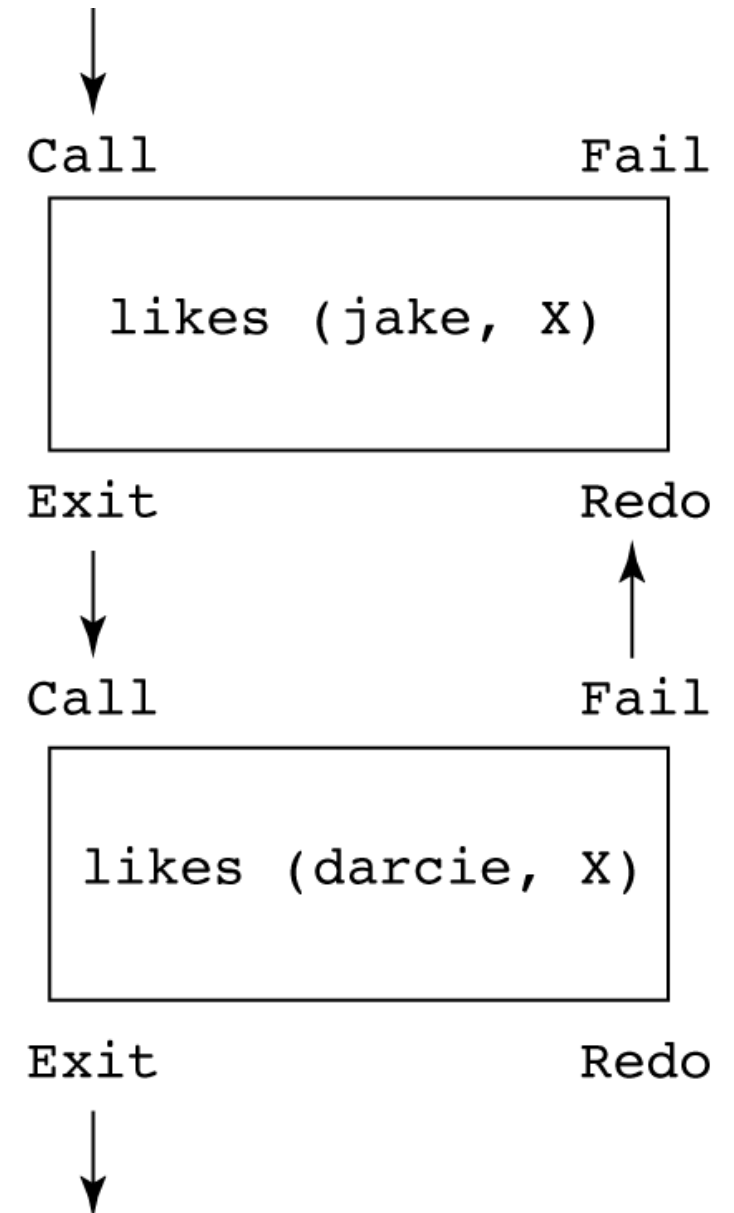 Call Fail
likes (jake, X)
Exit Redo
Call Fail
likes (darcie, X)
Exit Redo